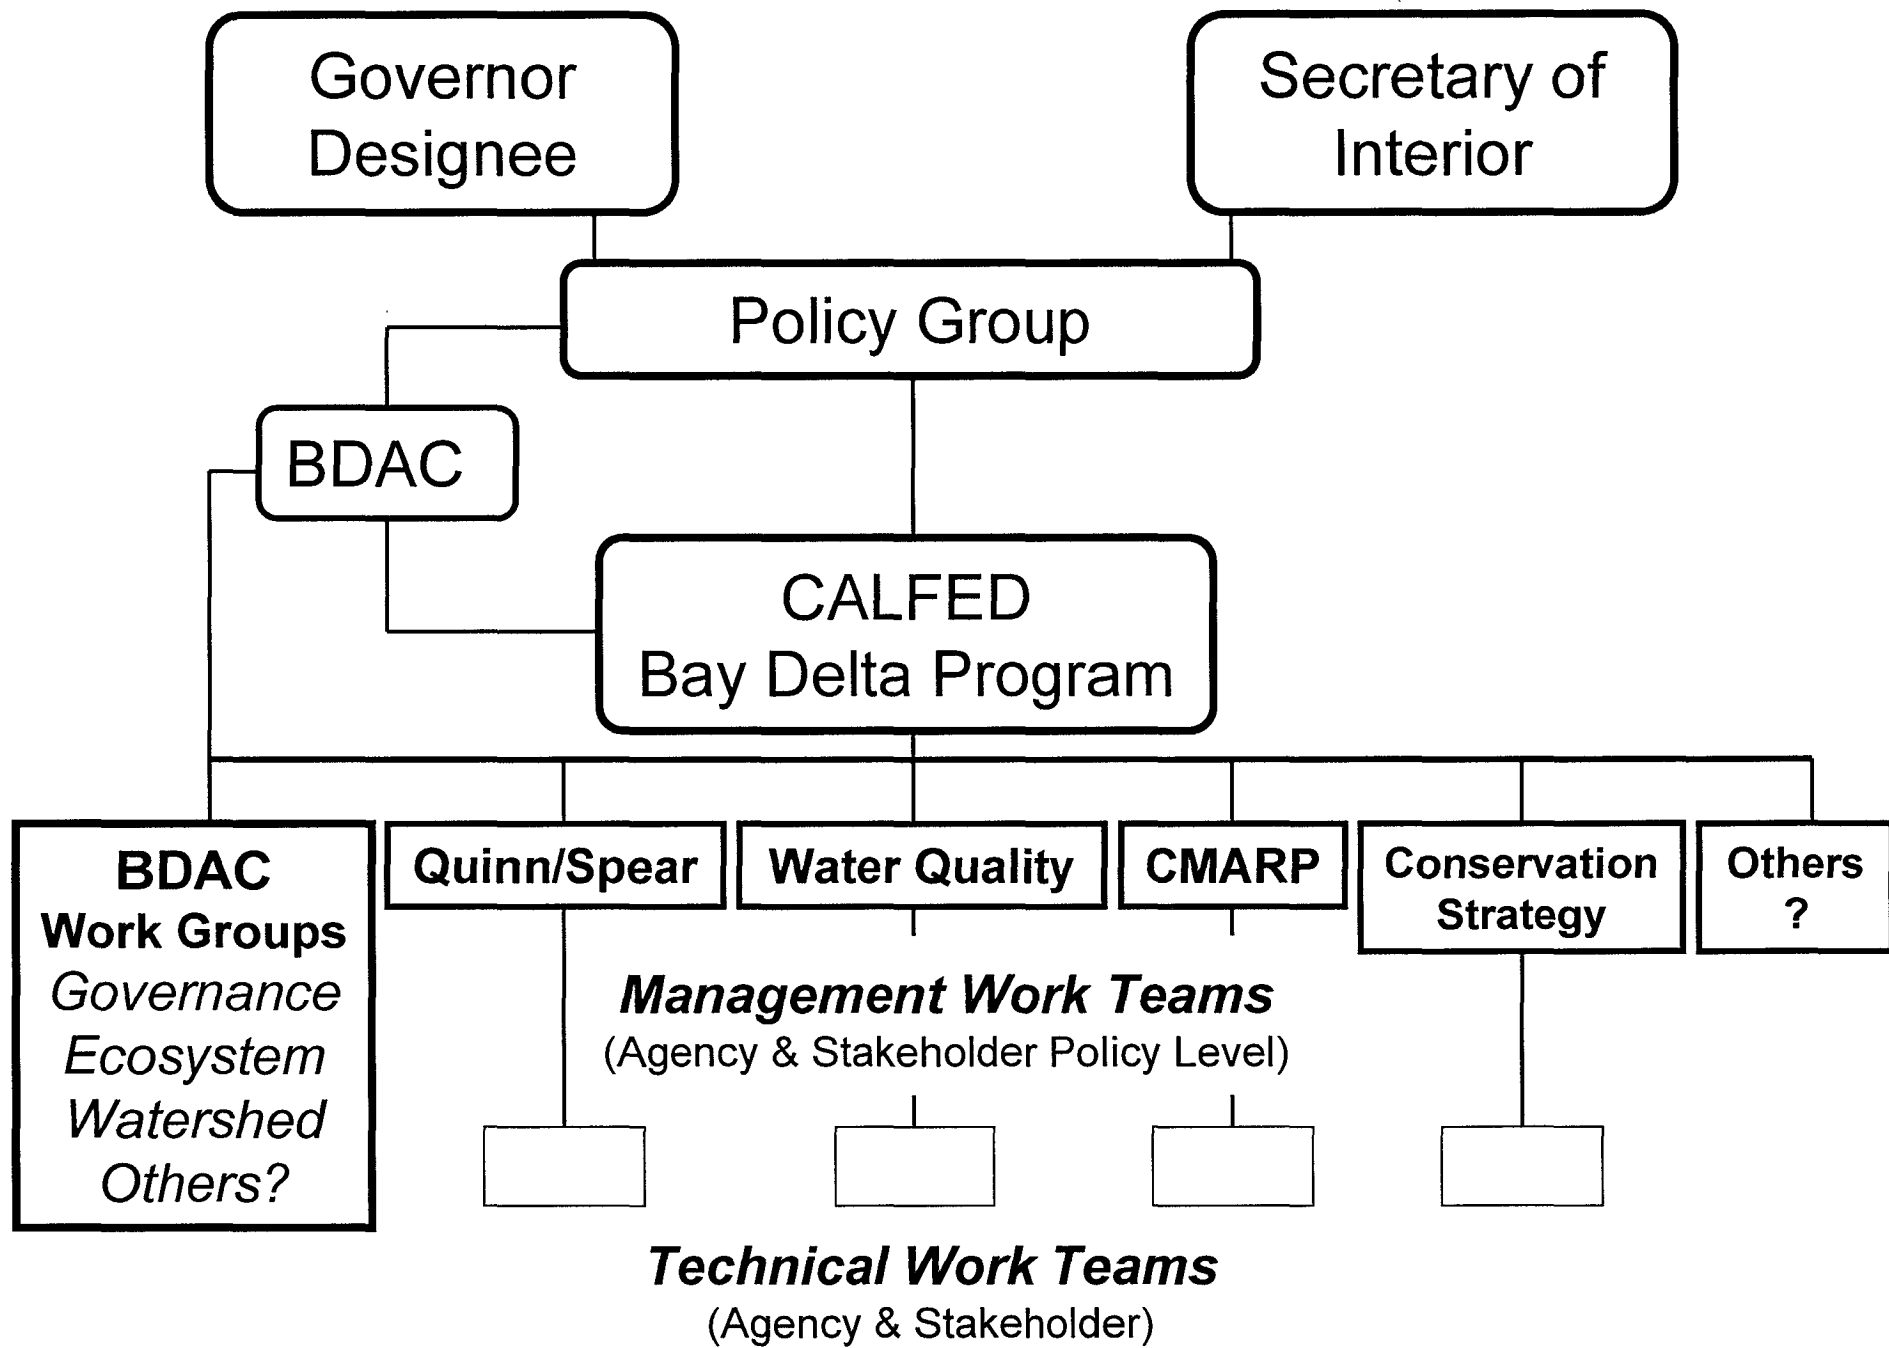 Governor
Designee
Secretary of
Interior
Policy Group
BDAC
CALFED
Bay Delta Program
BDAC
Work Groups
Governance
Ecosystem
Watershed
Others?
Quinn/Spear
Water Quality
CMARP
Conservation
Strategy
Others
?
Management Work Teams
(Agency & Stakeholder Policy Level)
Technical Work Teams
(Agency & Stakeholder)